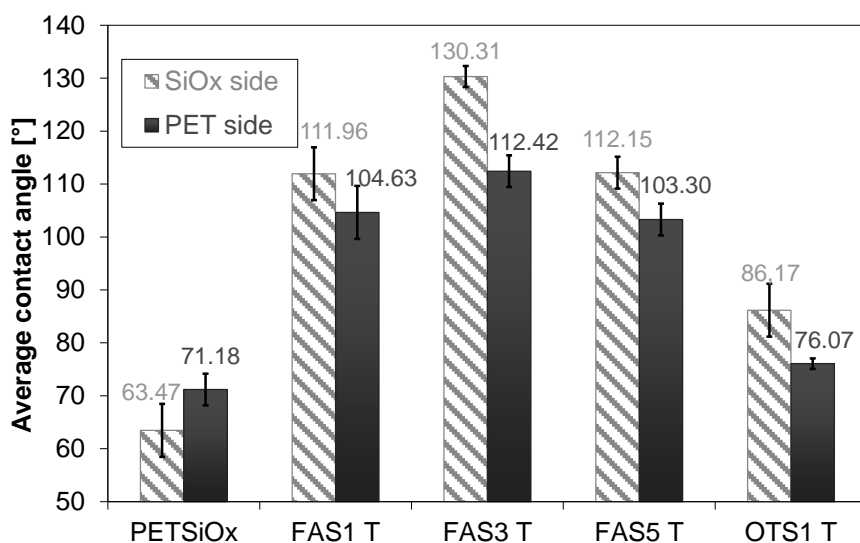 140
130
120
110
100
90
80
70
60
50
Average contact angle [°]
SiOx side
PET side
63.47
71.18
111.96
104.63
130.31
112.42
112.15
103.30
86.17
76.07
PETSiOx
FAS1 T
FAS3 T
FAS5 T
OTS1 T